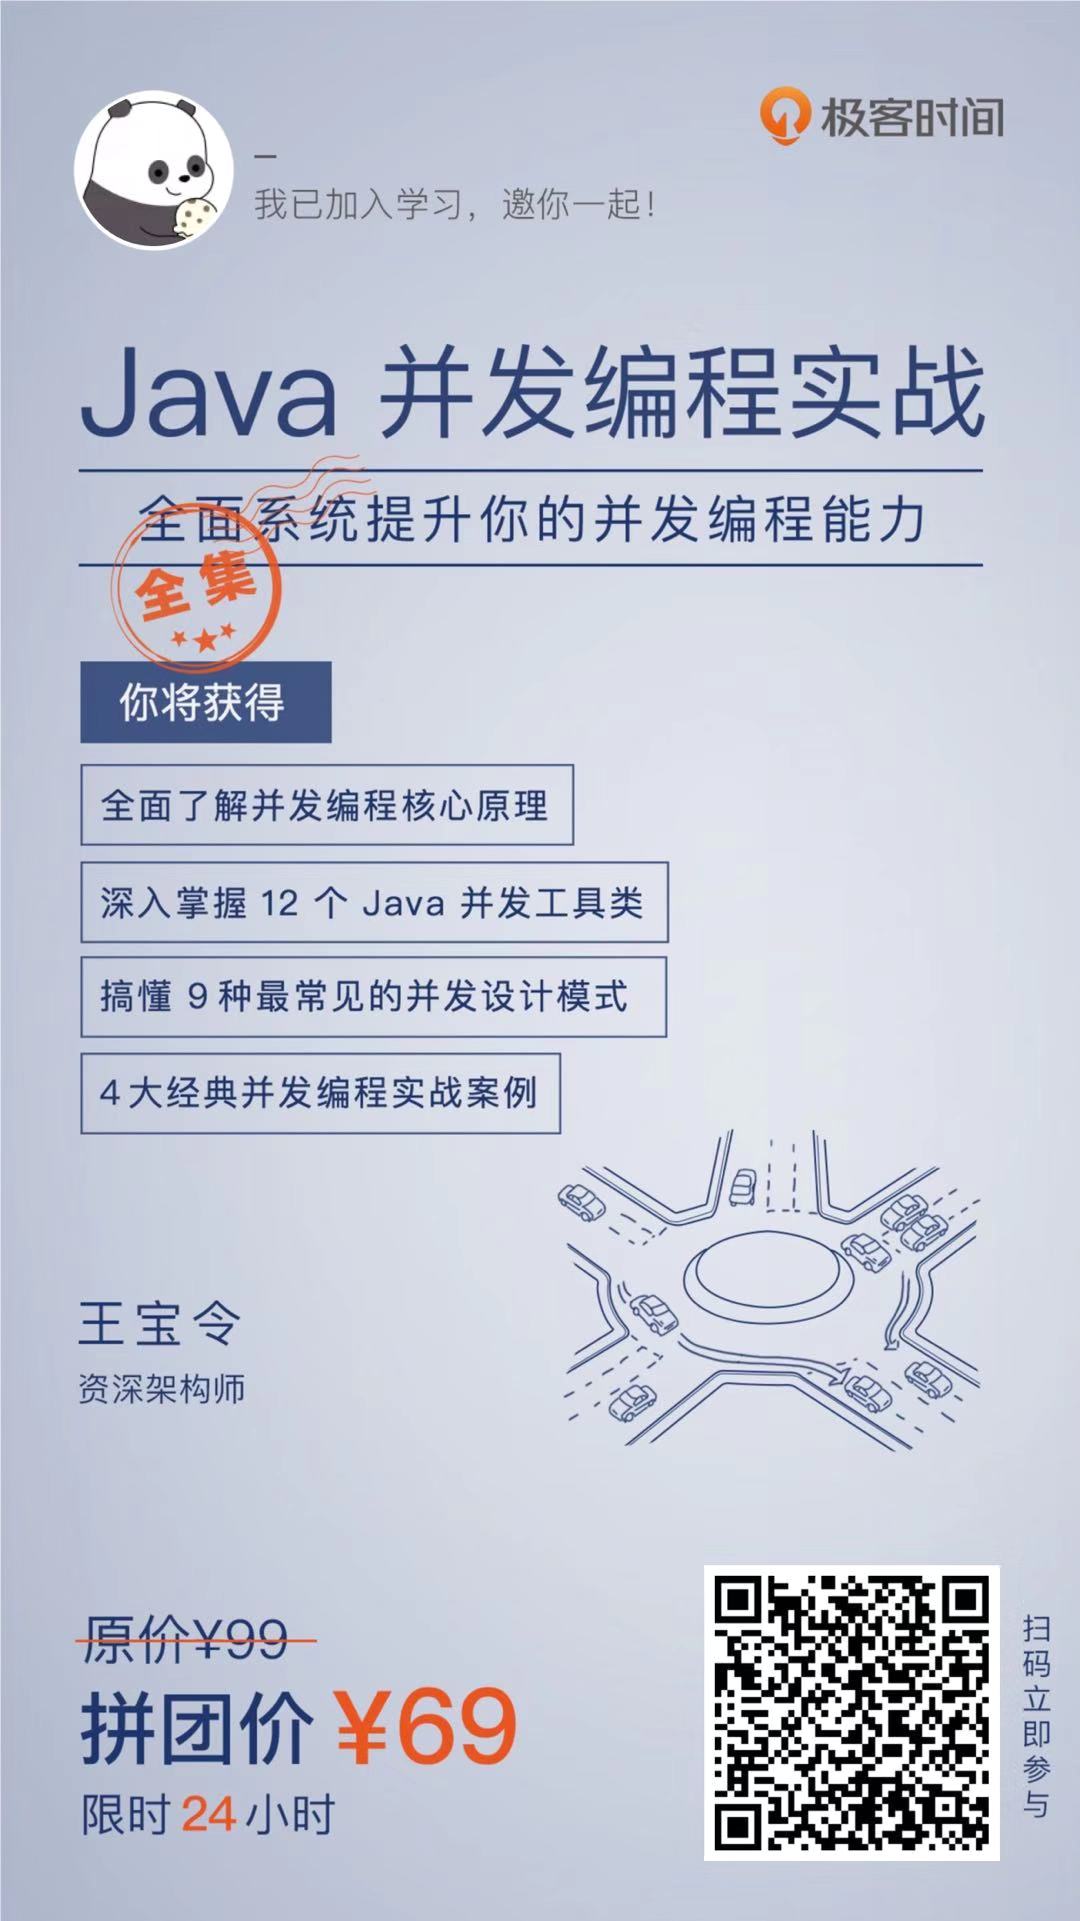 极客时间
–
我已加入学习，邀你一起！
Java 并发编程实战
全面系统提升你的并发编程能力
全集
你将获得
全面了解并发编程核心原理
深入掌握 12 个 Java 并发工具类
搞懂 9 种最常见的并发设计模式
4 大经典并发编程实战案例
王宝令
资深架构师
原价¥99
拼团价 ¥69
限时 24 小时
扫码立即参与